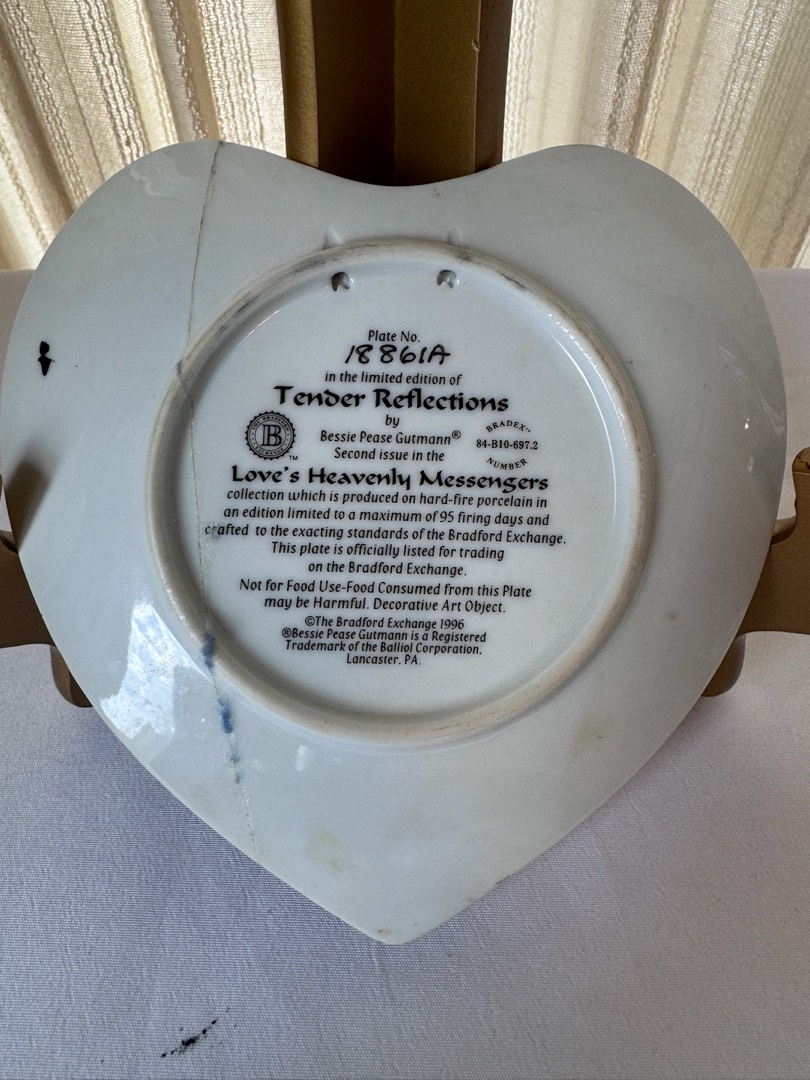 Plate No.
18861A
in the limited edition of
Tender Reflections
by
Bessie Pease Gutmann®
Second issue in the
Love's Heavenly Messengers
collection which is produced on hard-fire porcelain in
an edition limited to a maximum of 95 firing days and
crafted to the exacting standards of the Bradford Exchange.
This plate is officially listed for trading
on the Bradford Exchange.
Not for Food Use-Food Consumed from this Plate
may be Harmful. Decorative Art Object.
©The Bradford Exchange 1996
®Bessie Pease Gutmann is a Registered
Trademark of the Balliol Corporation,
Lancaster, PA.
THE BRADFORD
B
EXCHANGE
™
BRADEX™
84-B10-697.2
NUMBER